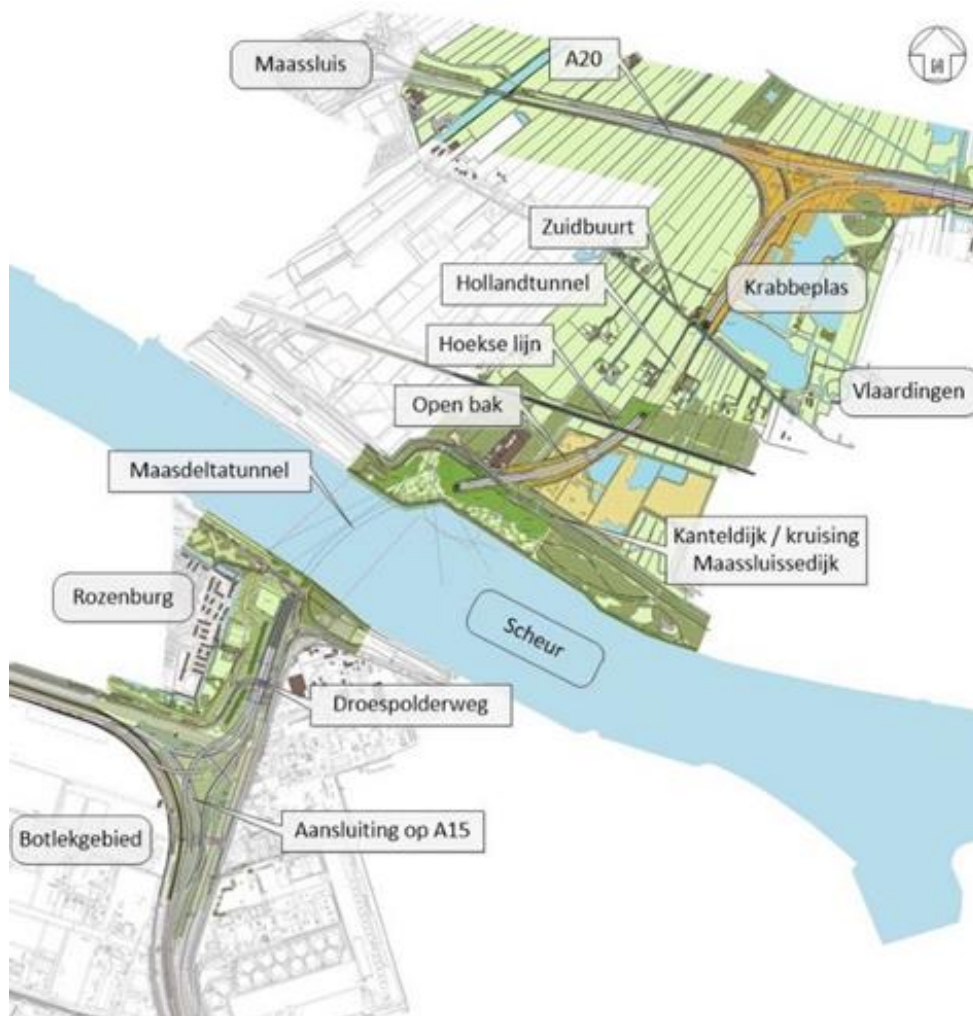 Maassluis
A20
Zuidbuurt
Hollandtunnel
Krabbeplas
Hoekse lijn
Open bak
Vlaardingen
Maasdeltatunnel
Kanteldijk / kruising
Maassluissedijk
Rozenburg
Scheur
Droespolderweg
Botlekgebied
Aansluiting op A15